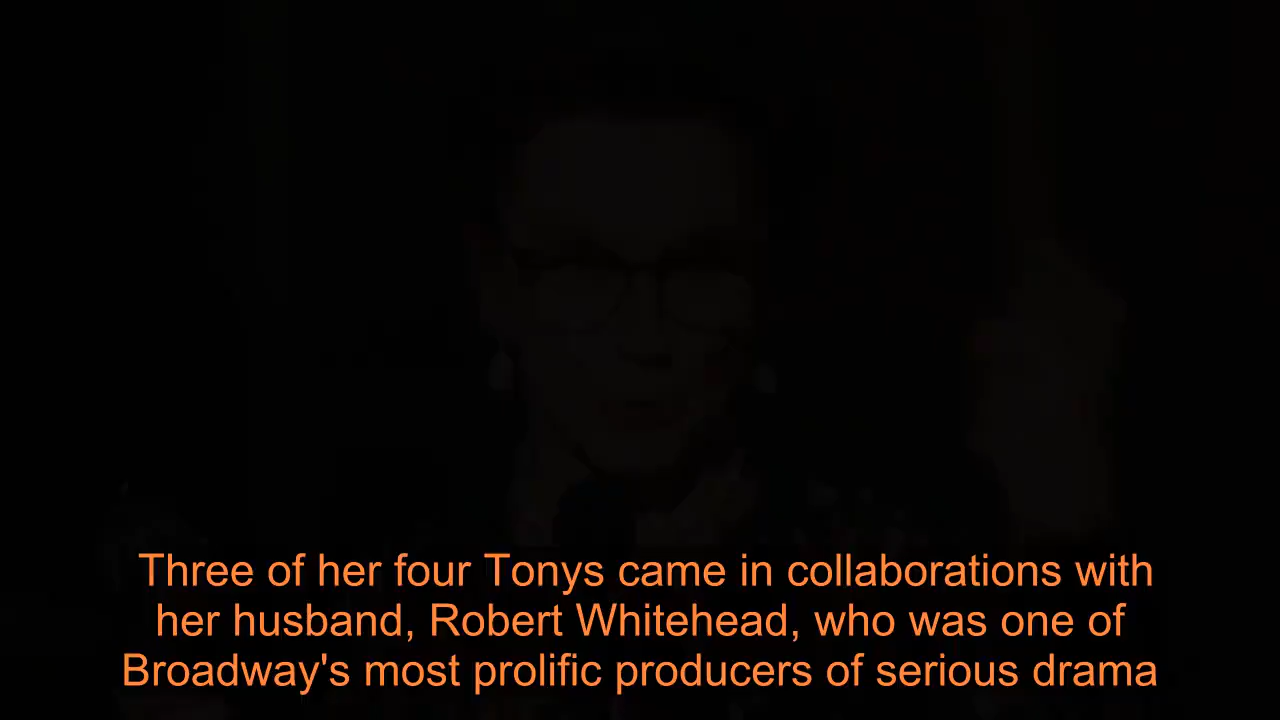 Three of her four Tonys came in collaborations with
her husband, Robert Whitehead, who was one of
Broadway's most prolific producers of serious drama